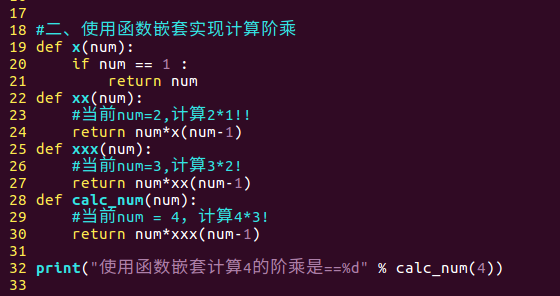 17
18 #二、使用函数嵌套实现计算阶乘
19 def x(num):
20     if num == 1 :
21         return num
22 def xx(num):
23     #当前num=2,计算2*1!!
24     return num*x(num-1)
25 def xxx(num):
26     #当前num=3,计算3*2!
27     return num*xx(num-1)
28 def calc_num(num):
29     #当前num = 4，计算4*3!
30     return num*xxx(num-1)
31
32 print("使用函数嵌套计算4的阶乘是==%d" % calc_num(4))
33